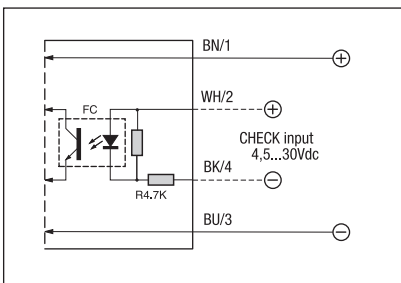 BN/1
WH/2
FC
CHECK input
4,5...30Vdc
BK/4
R4.7K
BU/3